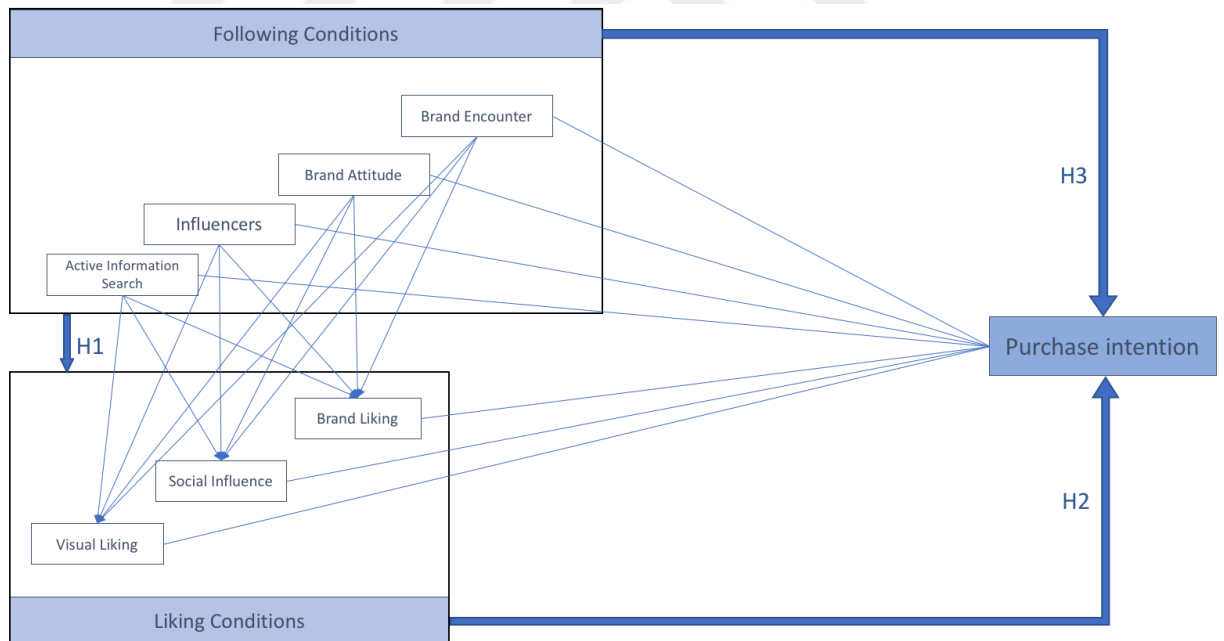 Following Conditions
Brand Encounter
Brand Attitude
H3
Influencers
Active Information
Search
H1
Purchase intention
Brand Liking
Social Influence
H2
Visual Liking
Liking Conditions